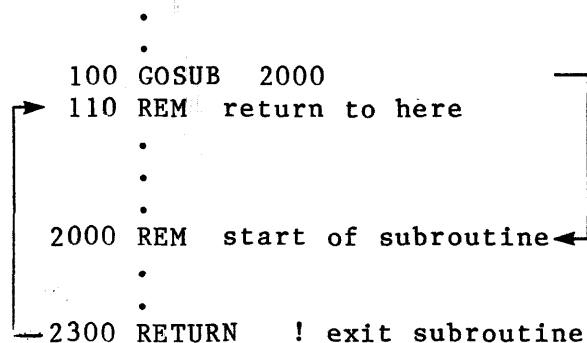 100 GOSUB 2000
110 REM return to here
2000 REM start of subroutine
2300 RETURN ! exit subroutine